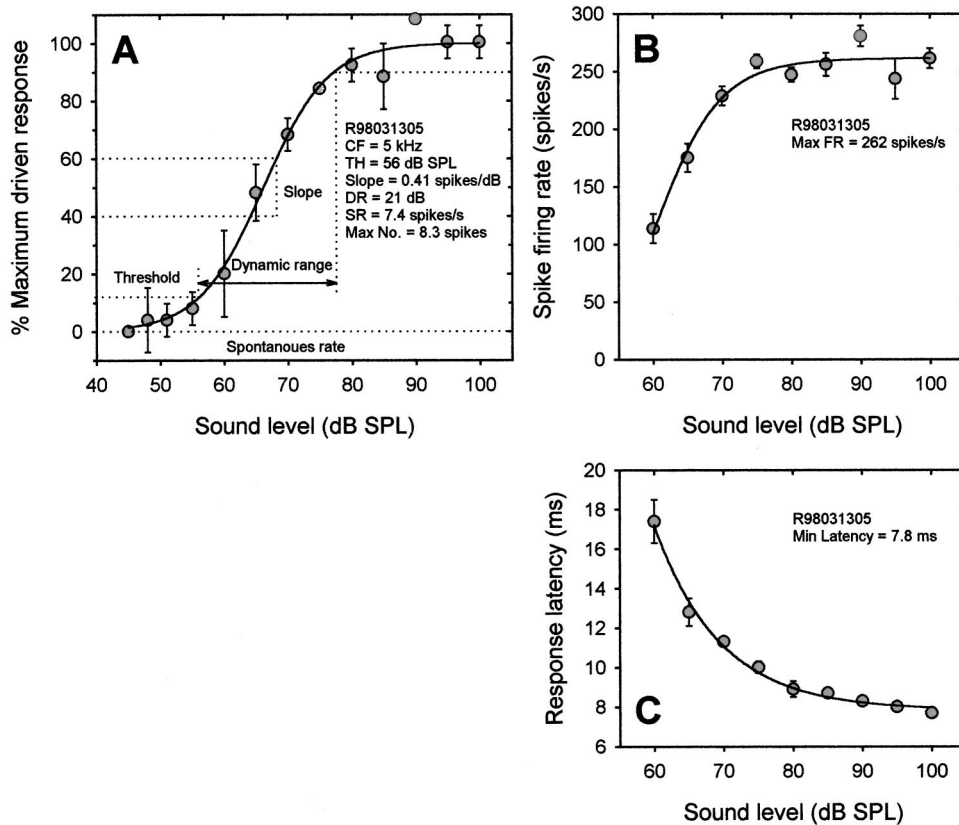 A
% Maximum driven response
100
80
60
40
20
0
R98031305
CF = 5 kHz
TH = 56 dB SPL
Slope = 0.41 spikes/dB
DR = 21 dB
SR = 7.4 spikes/s
Max No. = 8.3 spikes
Slope
Threshold
Dynamic range
Spontanoues rate
40 50 60 70 80 90 100
Sound level (dB SPL)
B
Spike firing rate (spikes/s)
300
250
200
150
100
50
0
R98031305
Max FR = 262 spikes/s
60 70 80 90 100
Sound level (dB SPL)
C
Response latency (ms)
20
18
16
14
12
10
8
6
R98031305
Min Latency = 7.8 ms
60 70 80 90 100
Sound level (dB SPL)